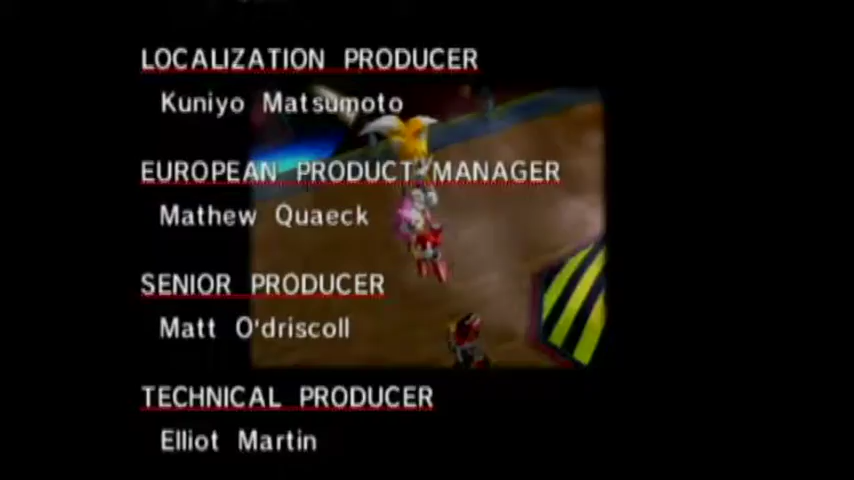 LOCALIZATION PRODUCER
Kuniyo Matsumoto
EUROPEAN PRODUCT MANAGER
Mathew Quaeck
SENIOR PRODUCER
Matt O'driscoll
TECHNICAL PRODUCER
Elliot Martin